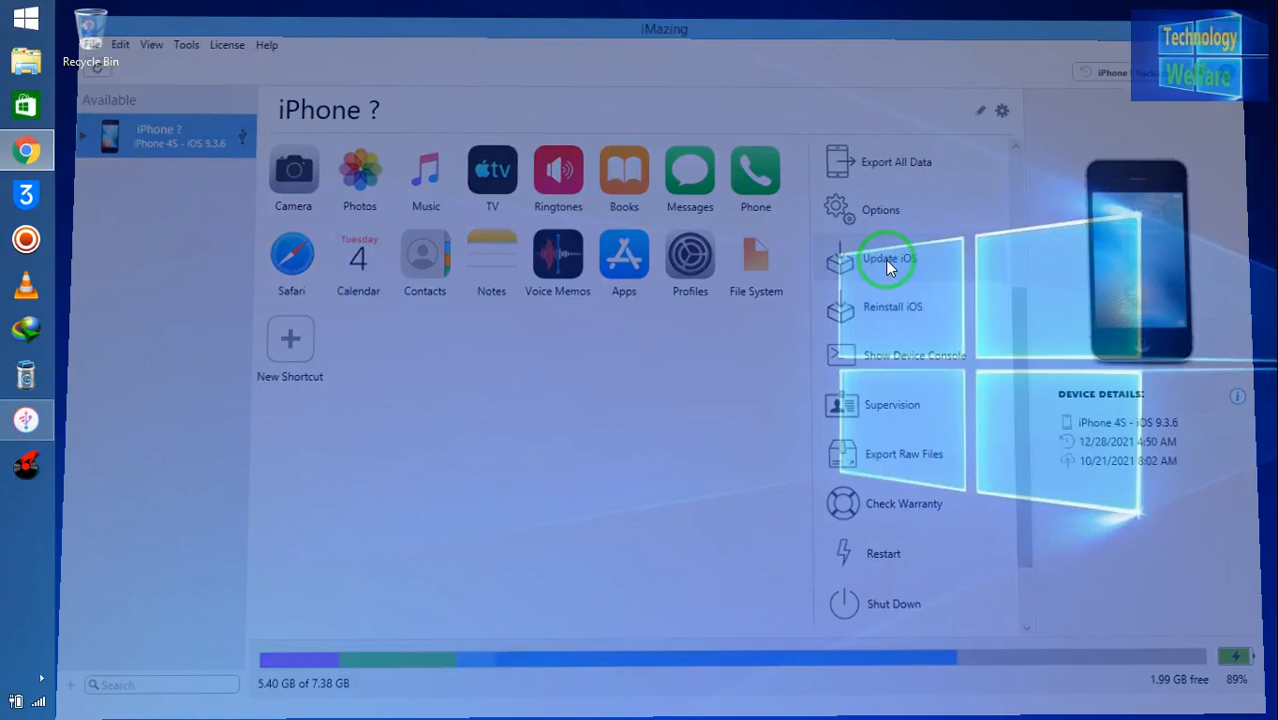 iMazing
Technology
Welfare
File Edit View Tools License Help
Recycle Bin
Available
iPhone ?
iPhone 4S - iOS 9.3.6
iPhone ?
Camera
Photos
Music
tv
TV
Ringtones
Books
Messages
Phone
Safari
Tuesday
4
Calendar
Contacts
Notes
Voice Memos
Apps
Profiles
File System
New Shortcut
Export All Data
Options
Update iOS
Reinstall iOS
Show Device Console
Supervision
Export Raw Files
Check Warranty
Restart
Shut Down
DEVICE DETAILS:
iPhone 4S - iOS 9.3.6
12/28/2021 4:50 AM
10/21/2021 8:02 AM
3
Search
5.40 GB of 7.38 GB
1.99 GB free
89%